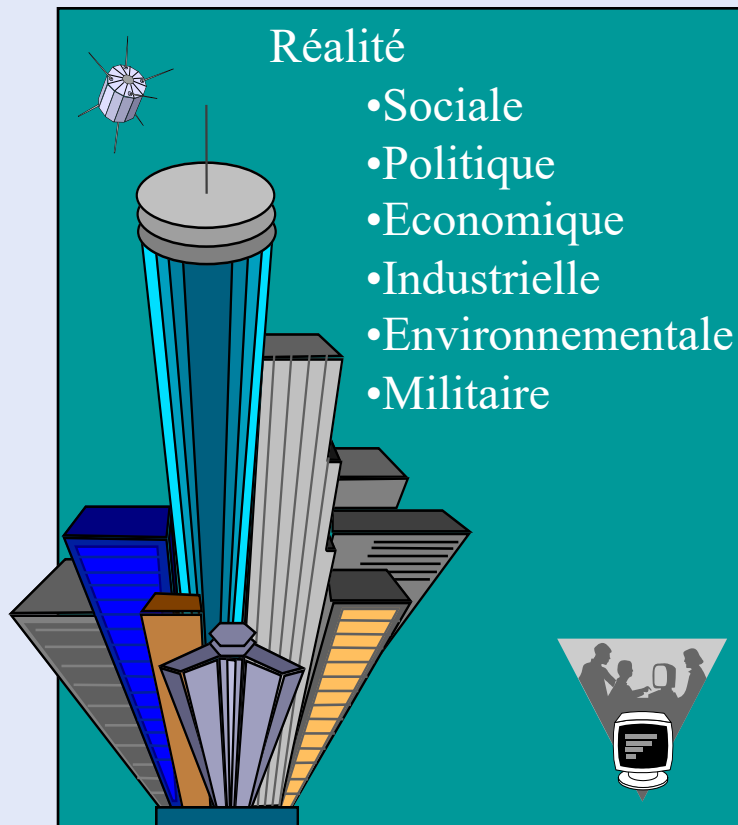 Réalité
•Sociale
•Politique
•Economique
•Industrielle
•Environnementale
•Militaire